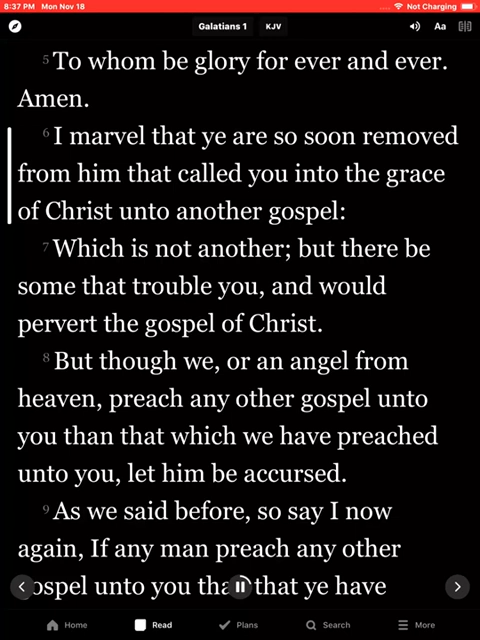 8:37 PM Mon Nov 18
Not Charging
Galatians 1 KJV
Aa
5 To whom be glory for ever and ever.
Amen.
6 I marvel that ye are so soon removed
from him that called you into the grace
of Christ unto another gospel:
7 Which is not another; but there be
some that trouble you, and would
pervert the gospel of Christ.
8 But though we, or an angel from
heaven, preach any other gospel unto
you than that which we have preached
unto you, let him be accursed.
9 As we said before, so say I now
again, If any man preach any other
gospel unto you than that ye have
Home Read Plans Search More